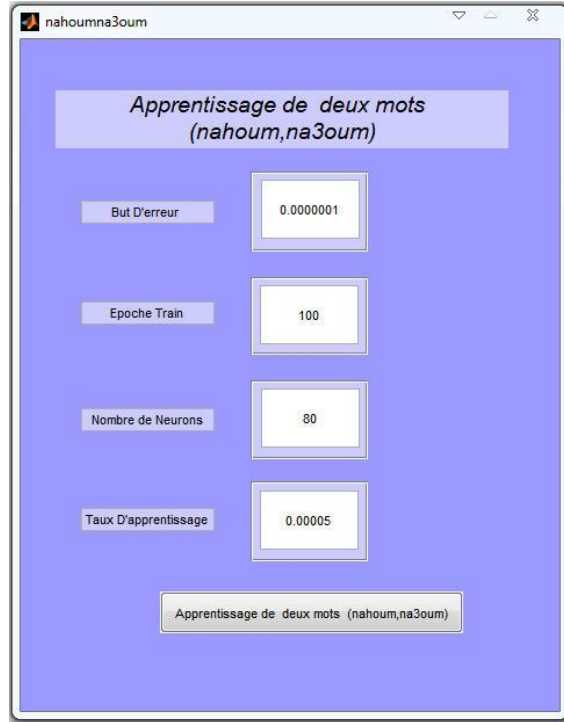 nahoumna3oum
Apprentissage de deux mots
(nahoum,na3oum)
But D'erreur
0.0000001
Epoche Train
100
Nombre de Neurons
80
Taux D'apprentissage
0.00005
Apprentissage de deux mots (nahoum,na3oum)